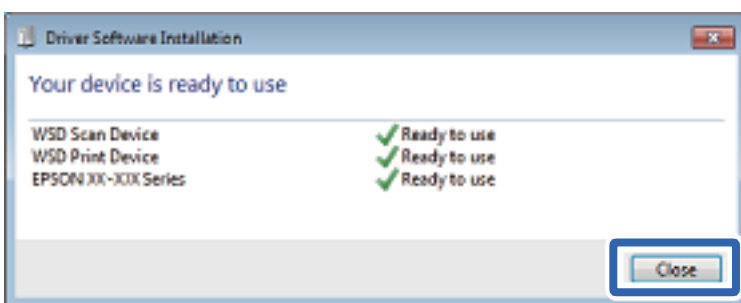 Driver Software Installation
Your device is ready to use
WSD Scan Device Ready to use
WSD Print Device Ready to use
EPSON XX-XXX Series Ready to use
Close